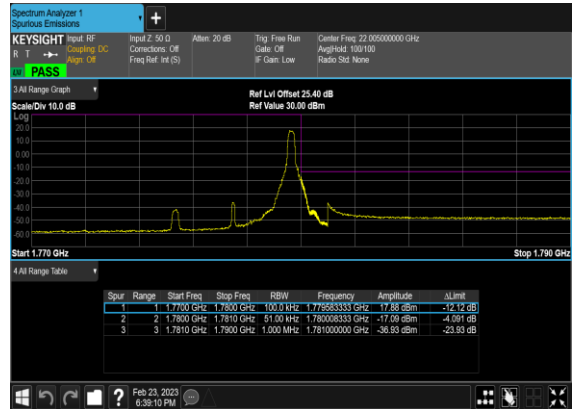 Spectrum Analyzer 1
Spurious Emissions
+
KEYSIGHT Input: RF Input Z: 50 Ω Atten: 20 dB Trig: Free Run Center Freq: 22.005000000 GHz
R T Coupling: DC Corrections: Off Gate: Off Avg|Hold: 100/100
Align: Off Freq Ref: Int (S) IF Gain: Low Radio Std: None
LW PASS
3 All Range Graph
Ref Lvl Offset 25.40 dB
Scale/Div 10.0 dB Ref Value 30.00 dBm
Log
20.0
10.0
0.00
-10.0
-20.0
-30.0
-40.0
-50.0
-60.0
Start 1.770 GHz Stop 1.790 GHz
4 All Range Table
Spur Range Start Freq Stop Freq RBW Frequency Amplitude ΔLimit
1 1 1.7700 GHz 1.7800 GHz 100.0 kHz 1.779583333 GHz 17.88 dBm -12.12 dB
2 2 1.7800 GHz 1.7810 GHz 51.00 kHz 1.780008333 GHz -17.09 dBm -4.091 dB
3 3 1.7810 GHz 1.7900 GHz 1.000 MHz 1.781000000 GHz -36.93 dBm -23.93 dB
? Feb 23, 2023
6:39:10 PM